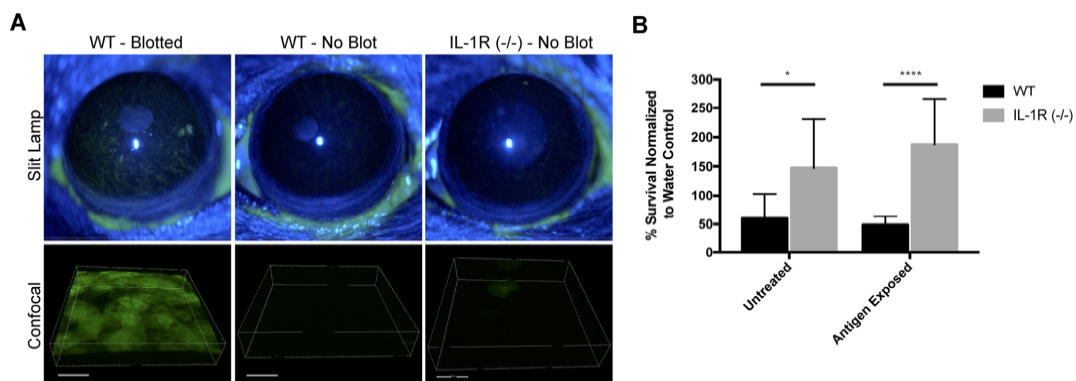 A
WT - Blotted
WT - No Blot
IL-1R (-/-) - No Blot
Slit Lamp
Confocal
B
% Survival Normalized
to Water Control
300
250
200
150
100
50
0
*
****
WT
IL-1R (-/-)
Untreated
Antigen Exposed